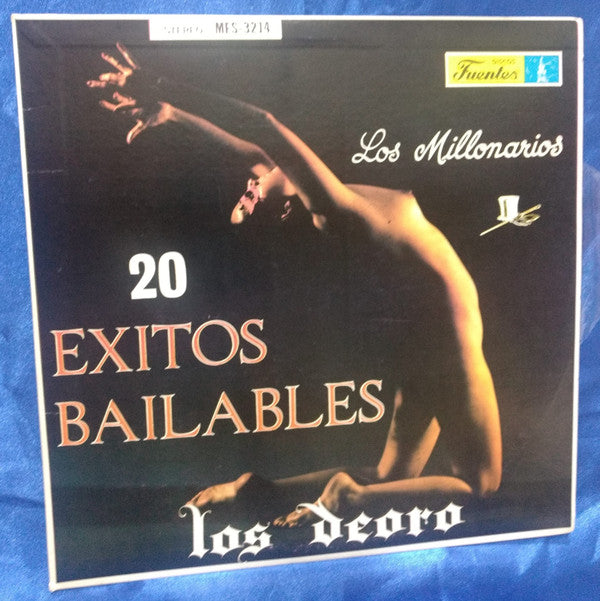 STEREO MFS-3214
DISCOS
Fuentes
Los Millonarios
20
EXITOS
BAILABLES
los deoro